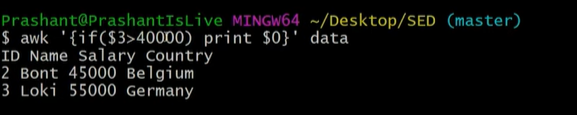 Prashant@PrashantIsLive MINGW64 ~/Desktop/SED (master)
$ awk '{if($3>40000) print $0}' data
ID Name Salary Country
2 Bont 45000 Belgium
3 Loki 55000 Germany